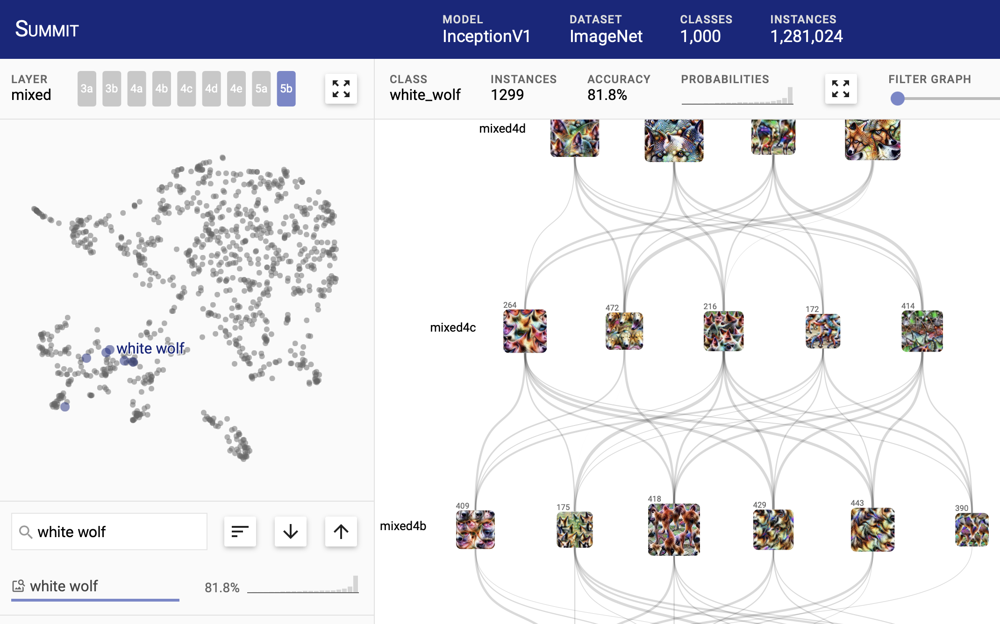 SUMMIT
MODEL
InceptionV1
DATASET
ImageNet
CLASSES
1,000
INSTANCES
1,281,024
LAYER
mixed
3a 3b 4a 4b 4c 4d 4e 5a 5b
CLASS
white_wolf
INSTANCES
1299
ACCURACY
81.8%
PROBABILITIES
FILTER GRAPH
white wolf
white wolf
white wolf
81.8%
mixed4d
264 472 216 172 414
mixed4c
409 175 418 429 443 390
mixed4b